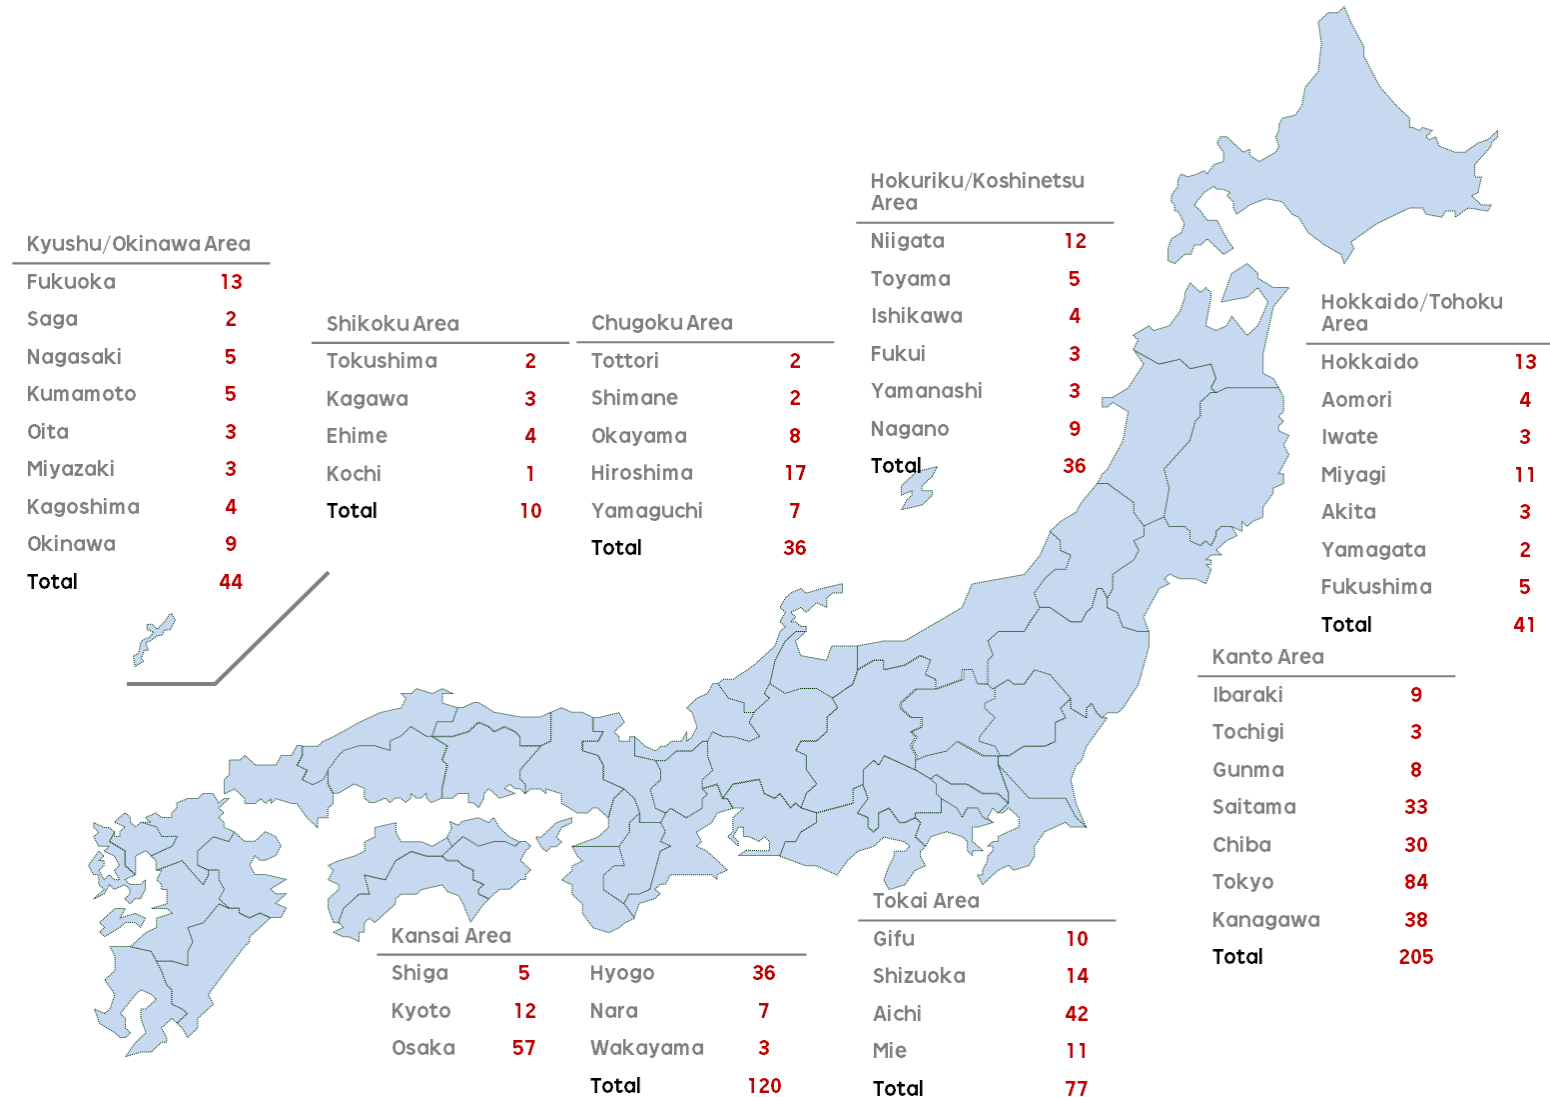 Hokuriku/Koshinetsu
Area
Niigata 12
Toyama 5
Ishikawa 4
Fukui 3
Yamanashi 3
Nagano 9
Total 36
Kyushu/Okinawa Area
Fukuoka 13
Saga 2
Nagasaki 5
Kumamoto 5
Oita 3
Miyazaki 3
Kagoshima 4
Okinawa 9
Total 44
Shikoku Area
Tokushima 2
Kagawa 3
Ehime 4
Kochi 1
Total 10
Chugoku Area
Tottori 2
Shimane 2
Okayama 8
Hiroshima 17
Yamaguchi 7
Total 36
Hokkaido/Tohoku
Area
Hokkaido 13
Aomori 4
Iwate 3
Miyagi 11
Akita 3
Yamagata 2
Fukushima 5
Total 41
Kanto Area
Ibaraki 9
Tochigi 3
Gunma 8
Saitama 33
Chiba 30
Tokyo 84
Kanagawa 38
Total 205
Kansai Area
Shiga 5 Hyogo 36
Kyoto 12 Nara 7
Osaka 57 Wakayama 3
Total 120
Tokai Area
Gifu 10
Shizuoka 14
Aichi 42
Mie 11
Total 77